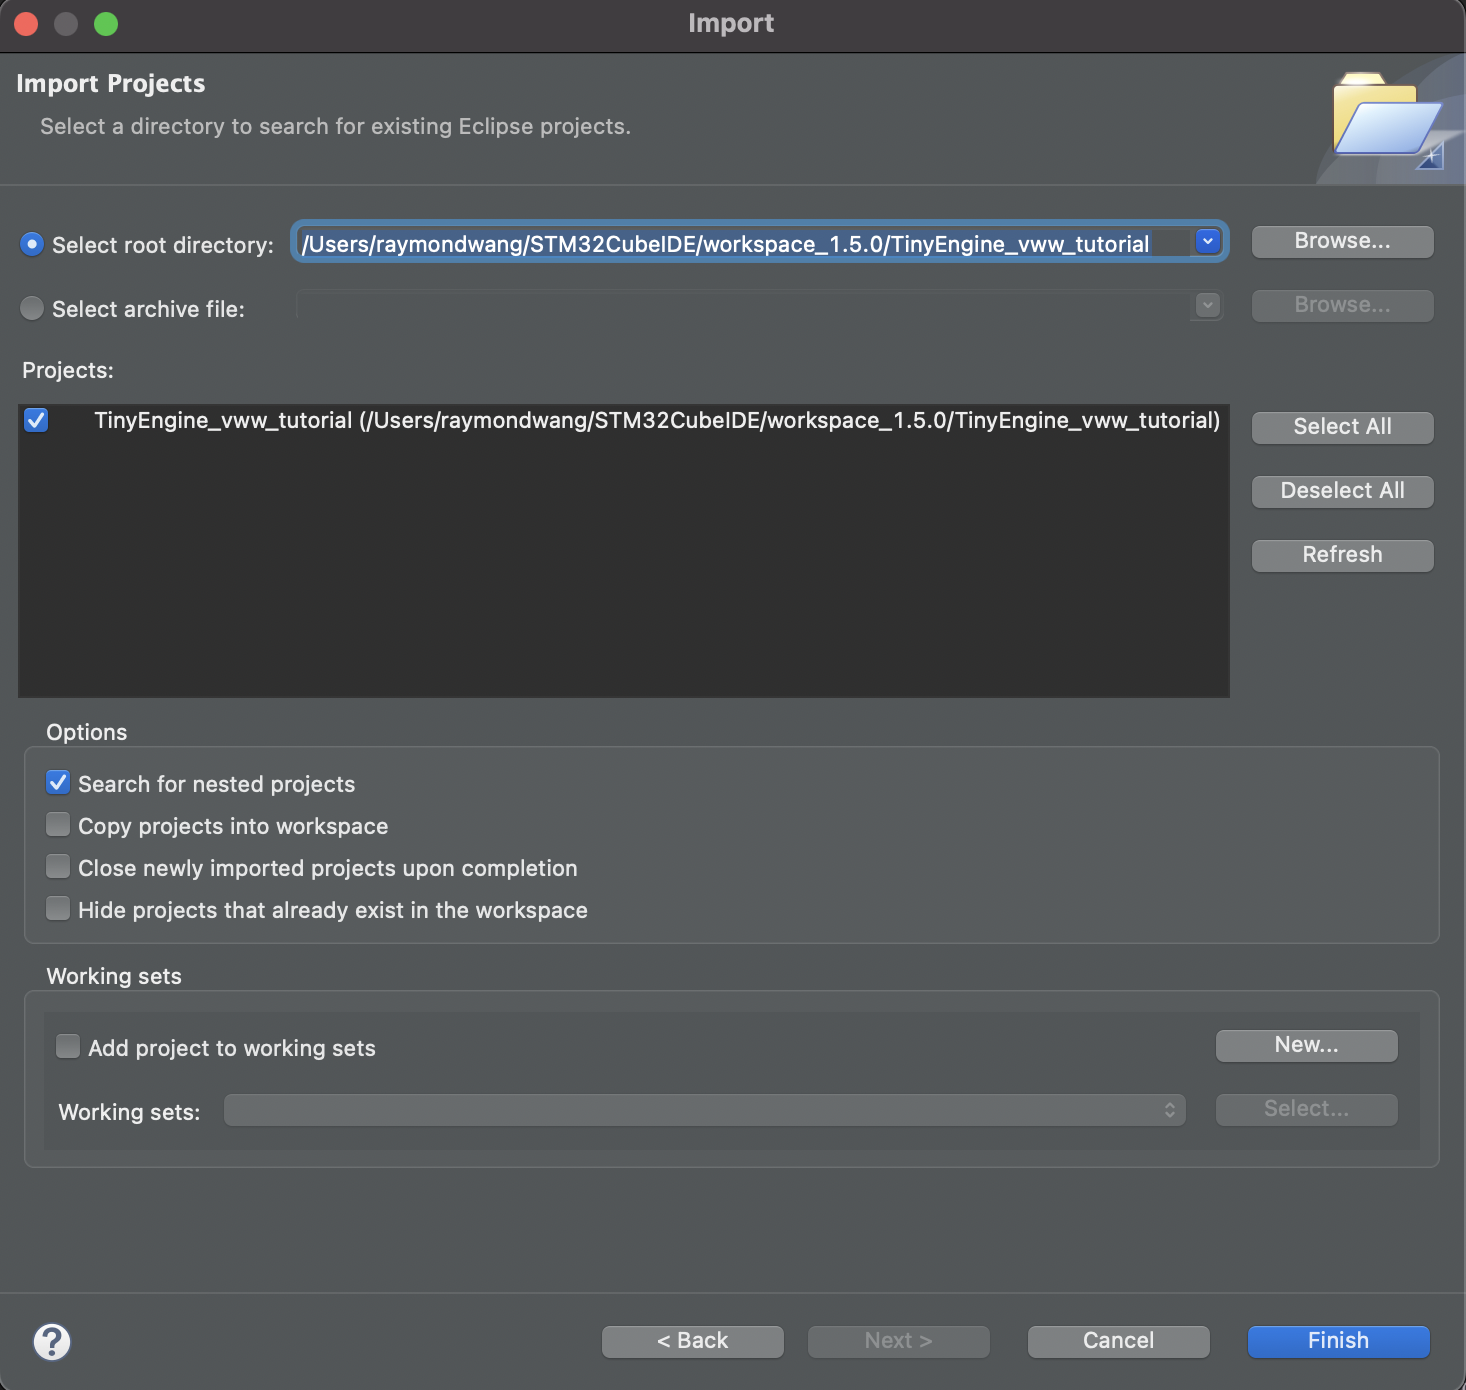 Import
Import Projects
Select a directory to search for existing Eclipse projects.
Select root directory: /Users/raymondwang/STM32CubeIDE/workspace_1.5.0/TinyEngine_vww_tutorial Browse...
Select archive file: Browse...
Projects:
TinyEngine_vww_tutorial (/Users/raymondwang/STM32CubeIDE/workspace_1.5.0/TinyEngine_vww_tutorial)
Select All
Deselect All
Refresh
Options
Search for nested projects
Copy projects into workspace
Close newly imported projects upon completion
Hide projects that already exist in the workspace
Working sets
Add project to working sets New...
Working sets: Select...
? < Back Next > Cancel Finish